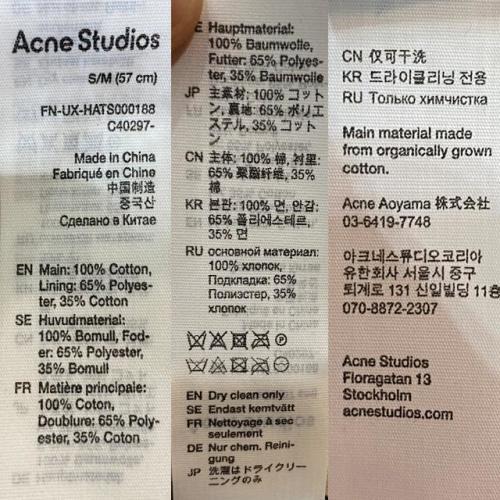 Acne Studios
S/M (57 cm)
FN-UX-HATS000188
C40297-
Made in China
Fabriqué en Chine
中国制造
중국산
Сделано в Китае
EN Main: 100% Cotton,
Lining: 65% Polyes-
ter, 35% Cotton
SE Huvudmaterial:
100% Bomull, Fod-
er: 65% Polyester,
35% Bomull
FR Matière principale:
100% Coton,
Doublure: 65% Poly-
ester, 35% Coton
E Hauptmaterial:
100% Baumwolle,
Futter: 65% Polyes-
ter, 35% Baumwolle
JP 主素材: 100% コット
ン, 裏地: 65% ポリエ
ステル, 35% コット
ン
CN 主体: 100% 棉, 衬里:
65% 聚酯纤维, 35%
棉
KR 본판: 100% 면, 안감:
65% 폴리에스테르,
35% 면
RU основной материал:
100% хлопок,
Подкладка: 65%
Полиэстер, 35%
хлопок
EN Dry clean only
SE Endast kemtvätt
FR Nettoyage à sec
seulement
DE Nur chem. Reini-
gung
JP 洗濯はドライクリー
ニングのみ
CN 仅可干洗
KR 드라이클리닝 전용
RU Только химчистка
Main material made
from organically grown
cotton.
Acne Aoyama 株式会社
03-6419-7748
아크네스튜디오코리아
유한회사 서울시 중구
퇴계로 131 신일빌딩 11층
070-8872-2307
Acne Studios
Floragatan 13
Stockholm
acnestudios.com